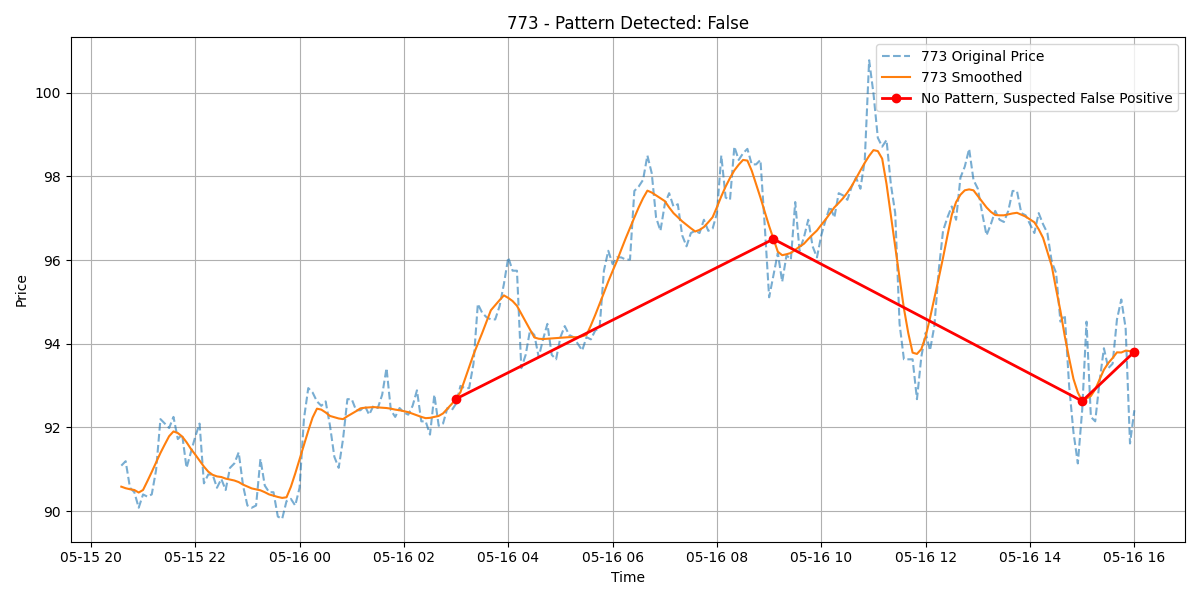 773 - Pattern Detected: False
773 Original Price
773 Smoothed
No Pattern, Suspected False Positive
Price
100
98
96
94
92
90
05-15 20 05-15 22 05-16 00 05-16 02 05-16 04 05-16 06 05-16 08 05-16 10 05-16 12 05-16 14 05-16 16
Time